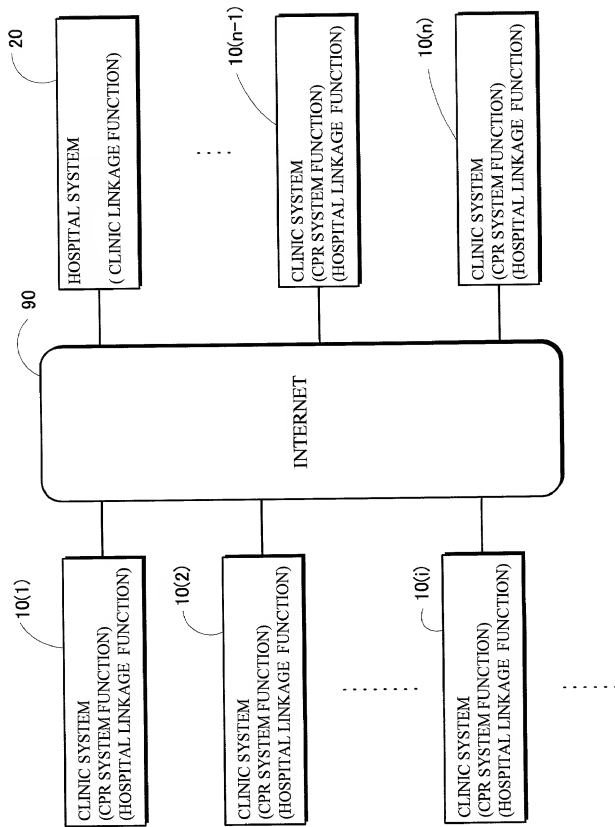 10(1)
CLINIC SYSTEM
(CPR SYSTEM FUNCTION)
(HOSPITAL LINKAGE FUNCTION)
10(2)
CLINIC SYSTEM
(CPR SYSTEM FUNCTION)
(HOSPITAL LINKAGE FUNCTION)
10(i)
CLINIC SYSTEM
(CPR SYSTEM FUNCTION)
(HOSPITAL LINKAGE FUNCTION)
90
INTERNET
20
HOSPITAL SYSTEM
( CLINIC LINKAGE FUNCTION)
10(n-1)
CLINIC SYSTEM
(CPR SYSTEM FUNCTION)
(HOSPITAL LINKAGE FUNCTION)
10(n)
CLINIC SYSTEM
(CPR SYSTEM FUNCTION)
(HOSPITAL LINKAGE FUNCTION)